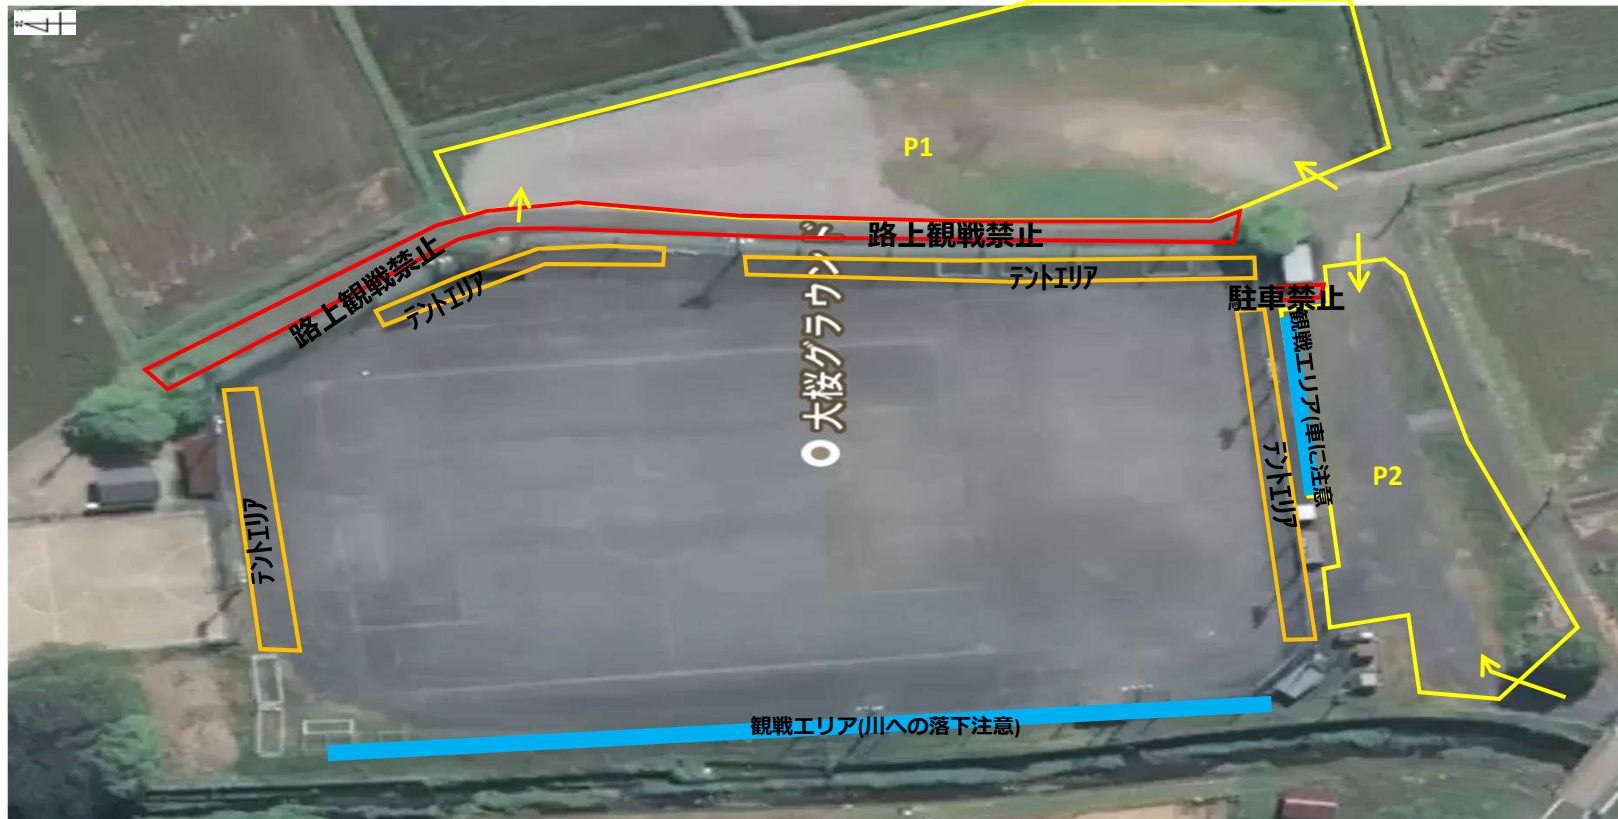 P1
路上観戦禁止
路上観戦禁止
テントエリア
テントエリア
駐車禁止
大桜グラウンド
観戦エリア(車に注意
P2
テントエリア
テントエリア
観戦エリア(川への落下注意)